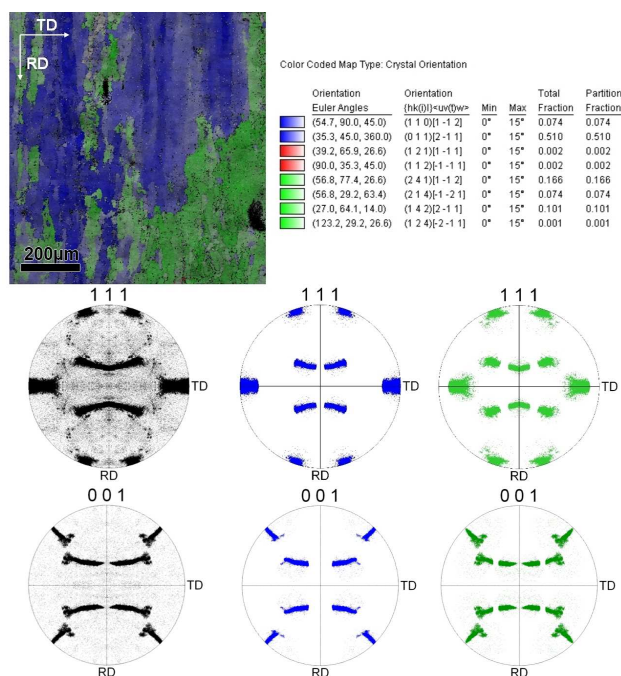 TD
RD
200µm
Color Coded Map Type: Crystal Orientation
Orientation Orientation Total Partition
Euler Angles {hk(i)l}<uv(t)w> Min Max Fraction Fraction
(54.7, 90.0, 45.0) (1 1 0)[1 -1 2] 0° 15° 0.074 0.074
(35.3, 45.0, 360.0) (0 1 1)[2 -1 1] 0° 15° 0.510 0.510
(39.2, 65.9, 26.6) (1 2 1)[1 -1 1] 0° 15° 0.002 0.002
(90.0, 35.3, 45.0) (1 1 2)[-1 -1 1] 0° 15° 0.002 0.002
(56.8, 77.4, 26.6) (2 4 1)[1 -1 2] 0° 15° 0.166 0.166
(56.8, 29.2, 63.4) (2 1 4)[-1 -2 1] 0° 15° 0.074 0.074
(27.0, 64.1, 14.0) (1 4 2)[2 -1 1] 0° 15° 0.101 0.101
(123.2, 29.2, 26.6) (1 2 4)[-2 -1 1] 0° 15° 0.001 0.001
1 1 1 1 1 1 1 1 1
TD TD TD
RD RD RD
0 0 1 0 0 1 0 0 1
TD TD TD
RD RD RD